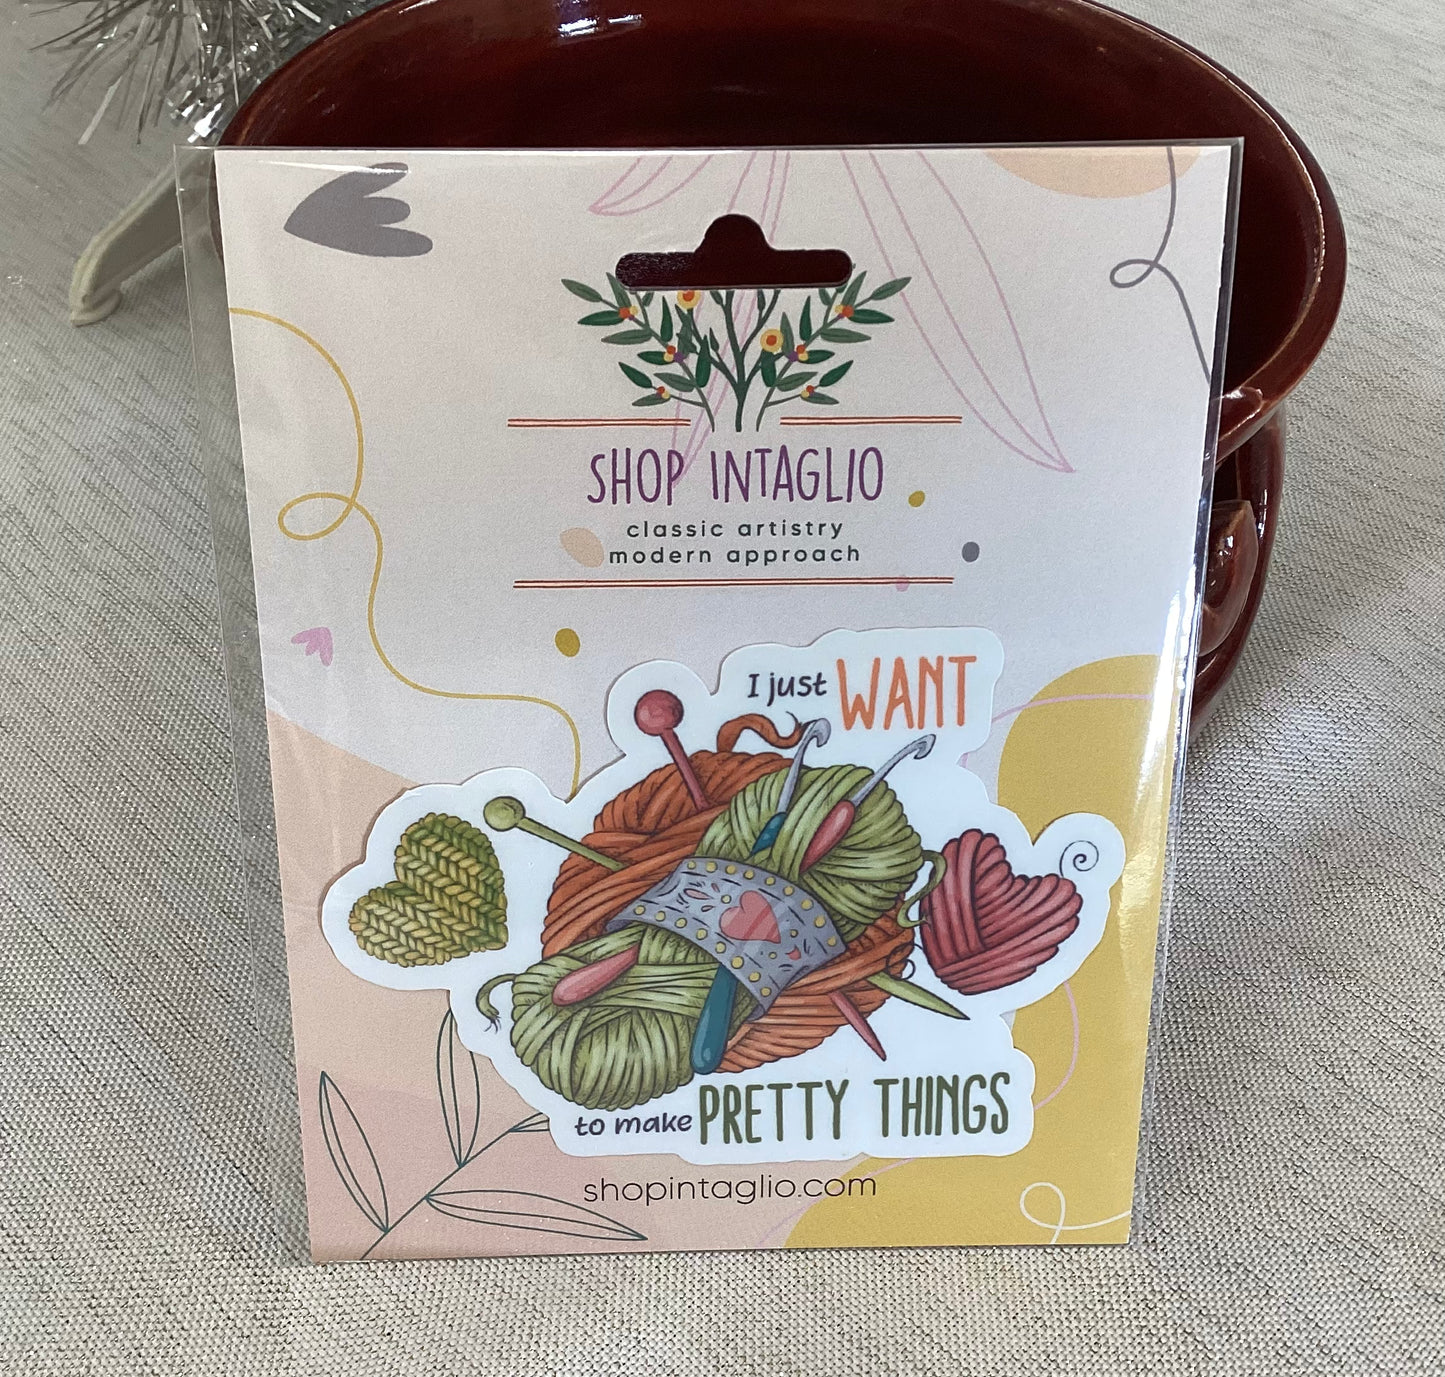 SHOP INTAGLIO
classic artistry
modern approach
I just WANT
to make PRETTY THINGS
shopintaglio.com